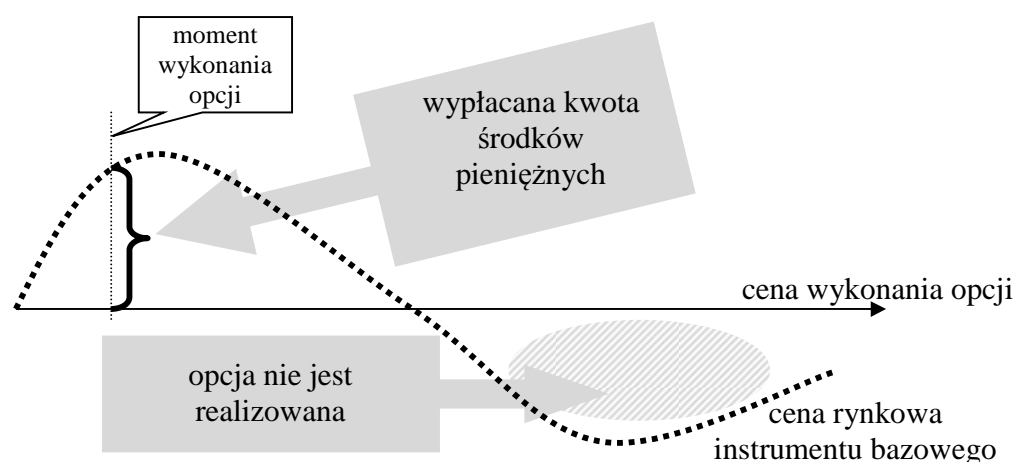 moment
wykonania
opcji
wypłacana kwota
środków
pieniężnych
cena wykonania opcji
opcja nie jest
realizowana
cena rynkowa
instrumentu bazowego